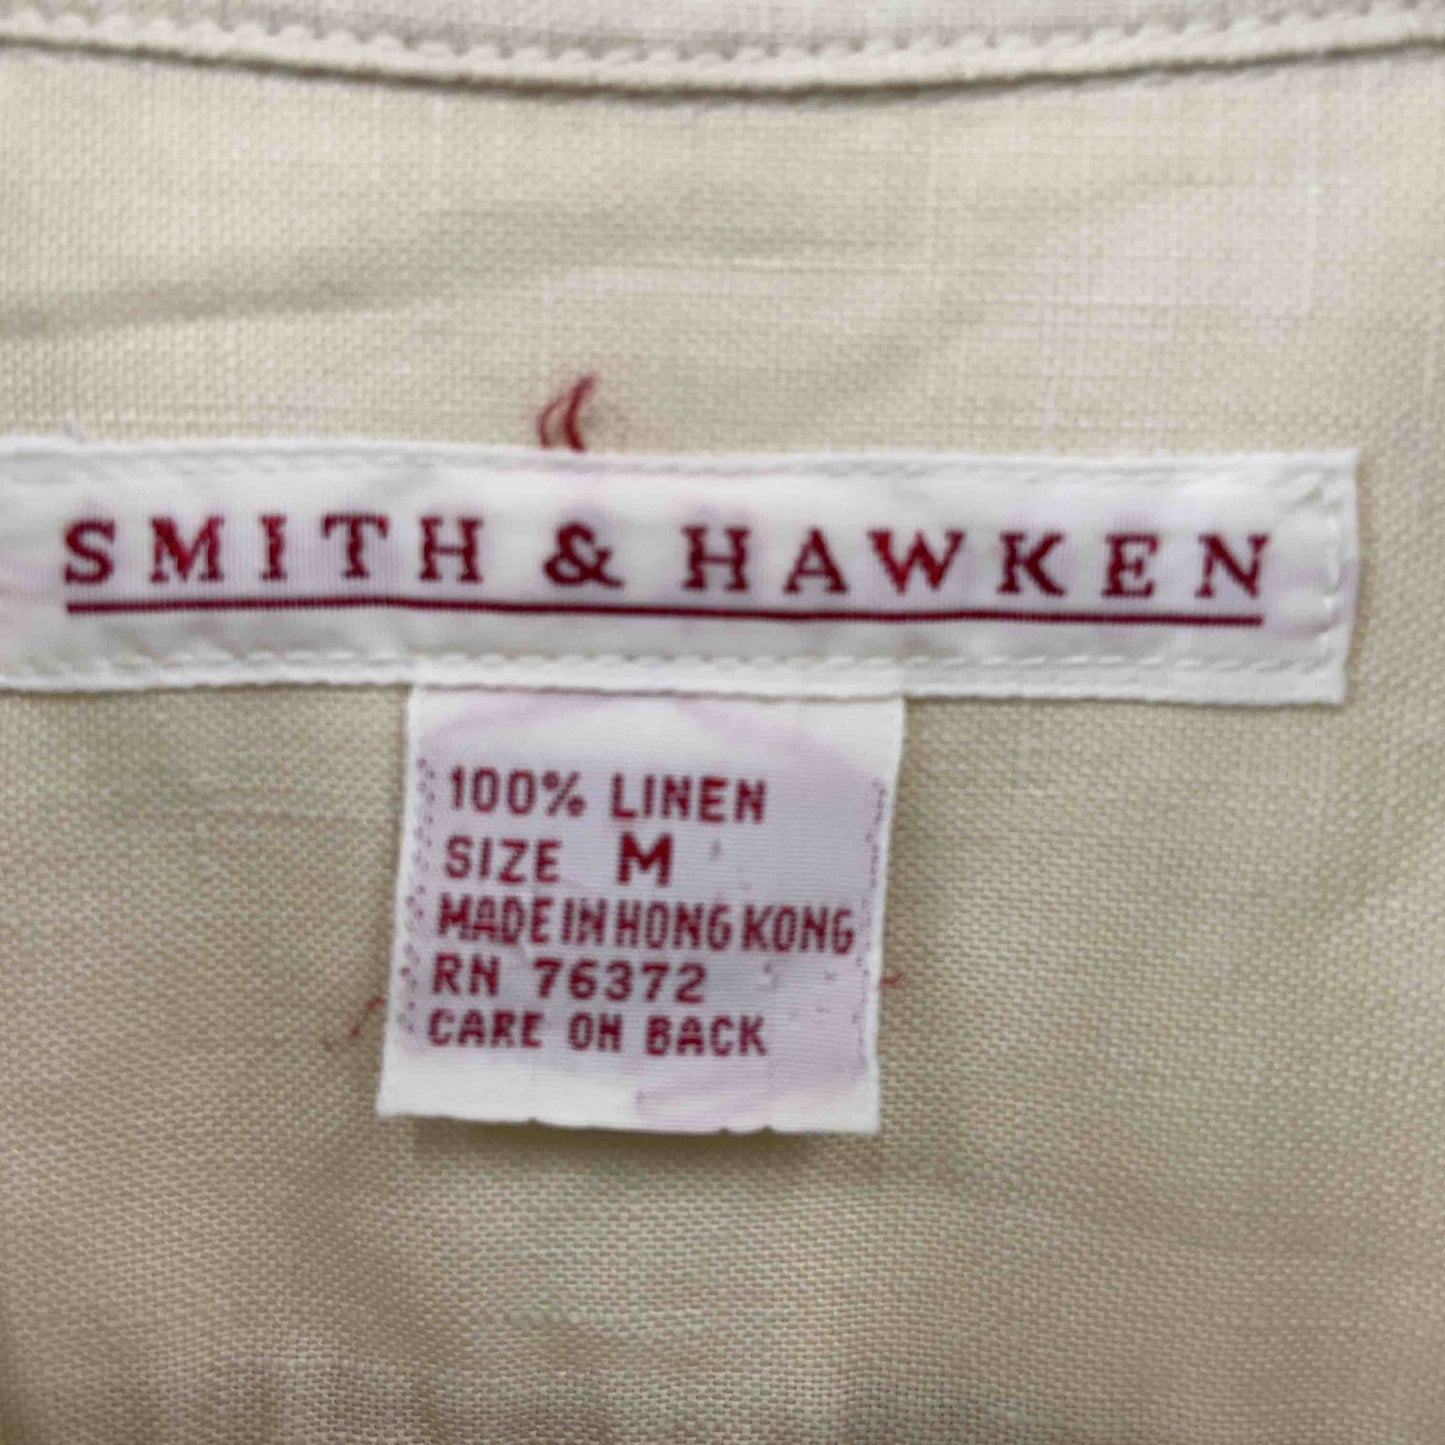 SMITH & HAWKEN
100% LINEN
SIZE M
MADE IN HONG KONG
RN 76372
CARE ON BACK